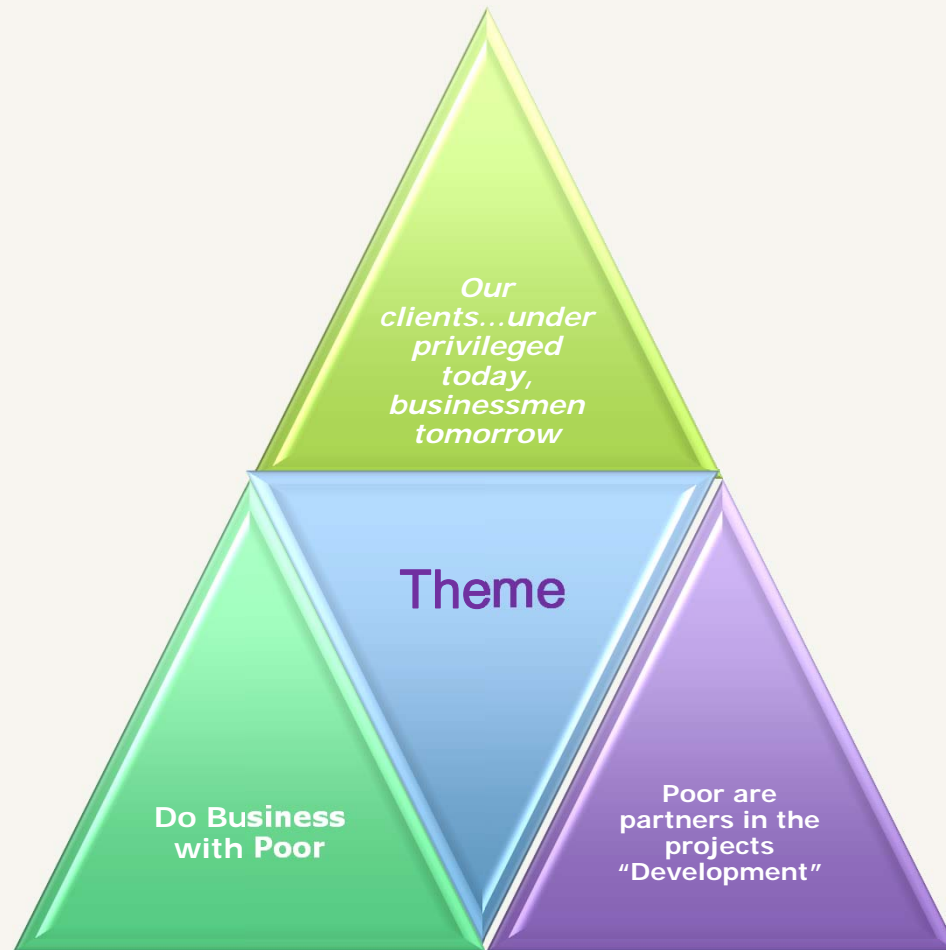 Our
clients...under
privileged
today,
businessmen
tomorrow
Theme
Do Business
with Poor
Poor are
partners in the
projects
“Development”